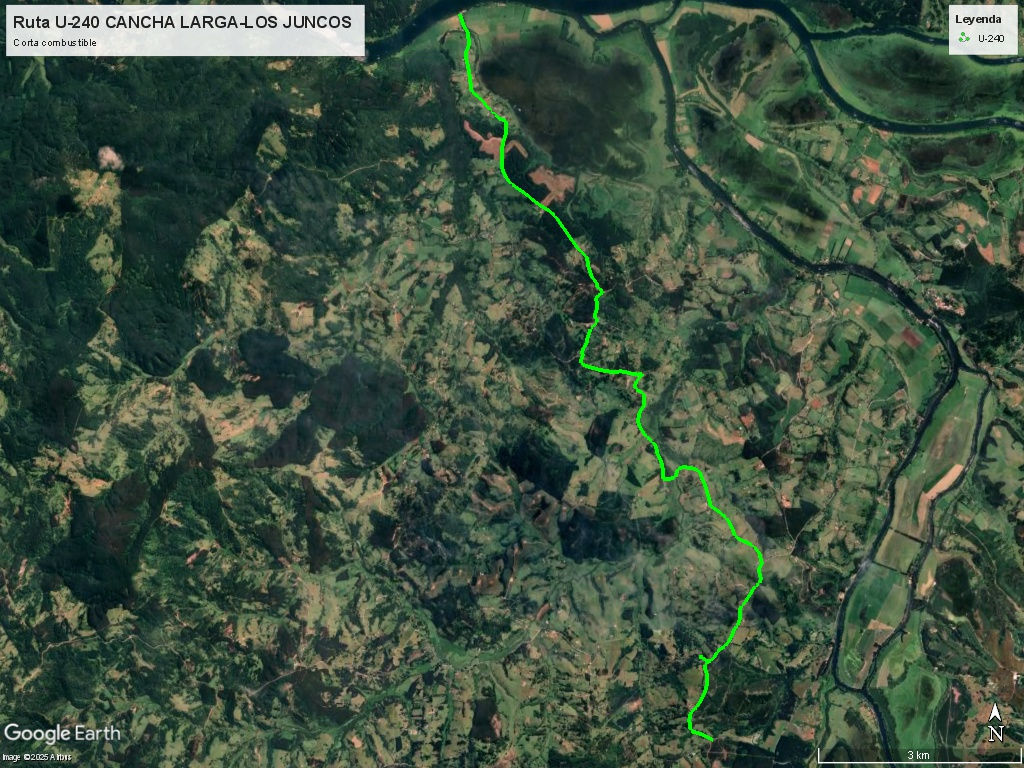 Ruta U-240 CANCHA LARGA-LOS JUNCOS
Corta combustible
Leyenda
U-240
N
Google Earth
3 km
Image ©2025 Airbus